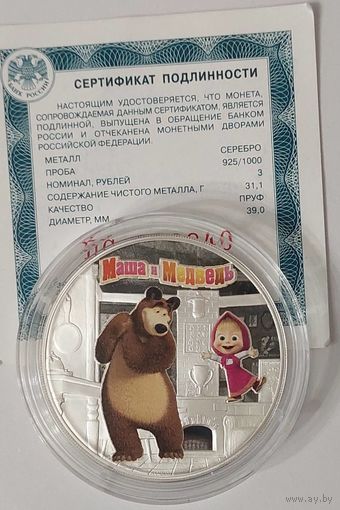 БАНК РОССИИ
СЕРТИФИКАТ ПОДЛИННОСТИ
НАСТОЯЩИМ УДОСТОВЕРЯЕТСЯ, ЧТО МОНЕТА,
СОПРОВОЖДАЕМАЯ ДАННЫМ СЕРТИФИКАТОМ, ЯВЛЯЕТСЯ
ПОДЛИННОЙ, ВЫПУЩЕНА В ОБРАЩЕНИЕ БАНКОМ
РОССИИ И ОТЧЕКАНЕНА МОНЕТНЫМИ ДВОРАМИ
РОССИЙСКОЙ ФЕДЕРАЦИИ.
МЕТАЛЛ СЕРЕБРО
ПРОБА 925/1000
НОМИНАЛ, РУБЛЕЙ 3
СОДЕРЖАНИЕ ЧИСТОГО МЕТАЛЛА, Г 31,1
КАЧЕСТВО ПРУФ
ДИАМЕТР, ММ 39,0
Маша и Медведь
www.ay.by